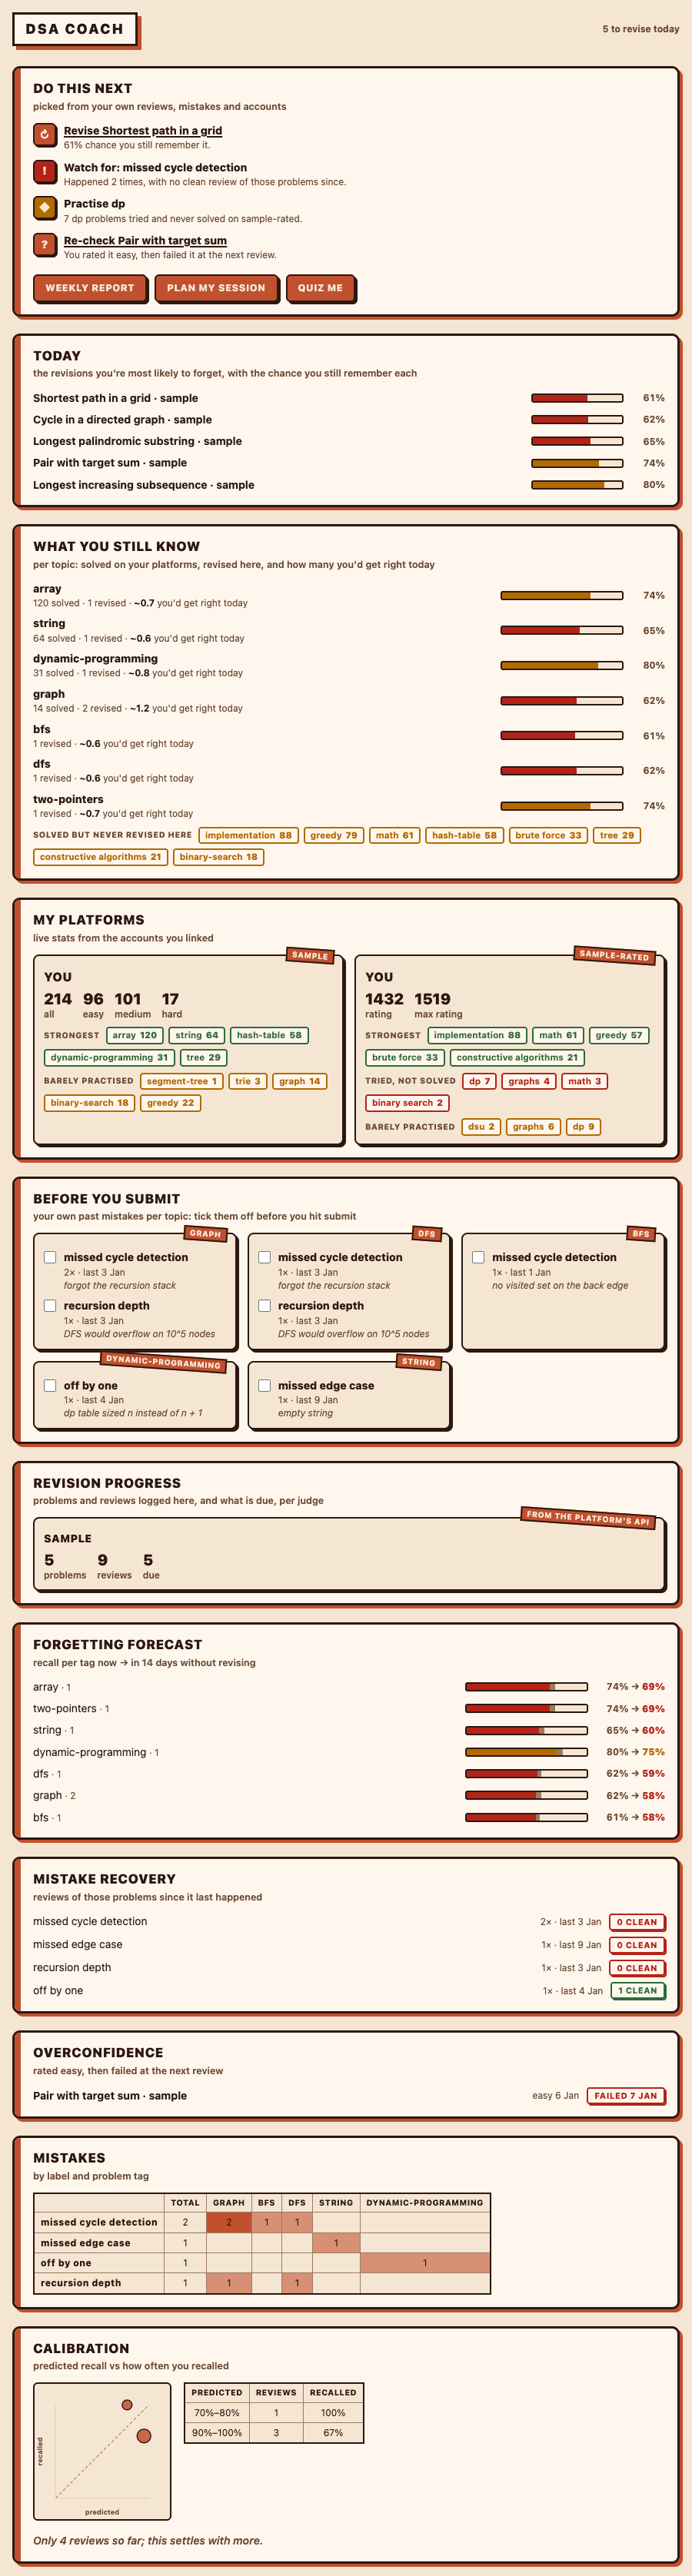 DSA COACH
5 to revise today
DO THIS NEXT
picked from your own reviews, mistakes and accounts
↻ Revise Shortest path in a grid
61% chance you still remember it.
! Watch for: missed cycle detection
Happened 2 times, with no clean review of those problems since.
◆ Practise dp
7 dp problems tried and never solved on sample-rated.
? Re-check Pair with target sum
You rated it easy, then failed it at the next review.
WEEKLY REPORT PLAN MY SESSION QUIZ ME
TODAY
the revisions you're most likely to forget, with the chance you still remember each
Shortest path in a grid · sample 61%
Cycle in a directed graph · sample 62%
Longest palindromic substring · sample 65%
Pair with target sum · sample 74%
Longest increasing subsequence · sample 80%
WHAT YOU STILL KNOW
per topic: solved on your platforms, revised here, and how many you'd get right today
array
120 solved · 1 revised · ~0.7 you'd get right today 74%
string
64 solved · 1 revised · ~0.6 you'd get right today 65%
dynamic-programming
31 solved · 1 revised · ~0.8 you'd get right today 80%
graph
14 solved · 2 revised · ~1.2 you'd get right today 62%
bfs
1 revised · ~0.6 you'd get right today 61%
dfs
1 revised · ~0.6 you'd get right today 62%
two-pointers
1 revised · ~0.7 you'd get right today 74%
SOLVED BUT NEVER REVISED HERE implementation 88 greedy 79 math 61 hash-table 58 brute force 33 tree 29
constructive algorithms 21 binary-search 18
MY PLATFORMS
live stats from the accounts you linked
SAMPLE
YOU
214 96 101 17
all easy medium hard
STRONGEST array 120 string 64 hash-table 58
dynamic-programming 31 tree 29
BARELY PRACTISED segment-tree 1 trie 3 graph 14
binary-search 18 greedy 22
SAMPLE-RATED
YOU
1432 1519
rating max rating
STRONGEST implementation 88 math 61 greedy 57
brute force 33 constructive algorithms 21
TRIED, NOT SOLVED dp 7 graphs 4 math 3
binary search 2
BARELY PRACTISED dsu 2 graphs 6 dp 9
BEFORE YOU SUBMIT
your own past mistakes per topic: tick them off before you hit submit
GRAPH
missed cycle detection
2× · last 3 Jan
forgot the recursion stack
recursion depth
1× · last 3 Jan
DFS would overflow on 10^5 nodes
DFS
missed cycle detection
1× · last 3 Jan
forgot the recursion stack
recursion depth
1× · last 3 Jan
DFS would overflow on 10^5 nodes
BFS
missed cycle detection
1× · last 1 Jan
no visited set on the back edge
DYNAMIC-PROGRAMMING
off by one
1× · last 4 Jan
dp table sized n instead of n + 1
STRING
missed edge case
1× · last 9 Jan
empty string
REVISION PROGRESS
problems and reviews logged here, and what is due, per judge
FROM THE PLATFORM'S API
SAMPLE
5 9 5
problems reviews due
FORGETTING FORECAST
recall per tag now → in 14 days without revising
array · 1 74% → 69%
two-pointers · 1 74% → 69%
string · 1 65% → 60%
dynamic-programming · 1 80% → 75%
dfs · 1 62% → 59%
graph · 2 62% → 58%
bfs · 1 61% → 58%
MISTAKE RECOVERY
reviews of those problems since it last happened
missed cycle detection 2× · last 3 Jan 0 CLEAN
missed edge case 1× · last 9 Jan 0 CLEAN
recursion depth 1× · last 3 Jan 0 CLEAN
off by one 1× · last 4 Jan 1 CLEAN
OVERCONFIDENCE
rated easy, then failed at the next review
Pair with target sum · sample easy 6 Jan FAILED 7 JAN
MISTAKES
by label and problem tag
TOTAL GRAPH BFS DFS STRING DYNAMIC-PROGRAMMING
missed cycle detection 2 2 1 1
missed edge case 1 1
off by one 1 1
recursion depth 1 1 1
CALIBRATION
predicted recall vs how often you recalled
recalled
predicted
PREDICTED REVIEWS RECALLED
70%–80% 1 100%
90%–100% 3 67%
Only 4 reviews so far; this settles with more.